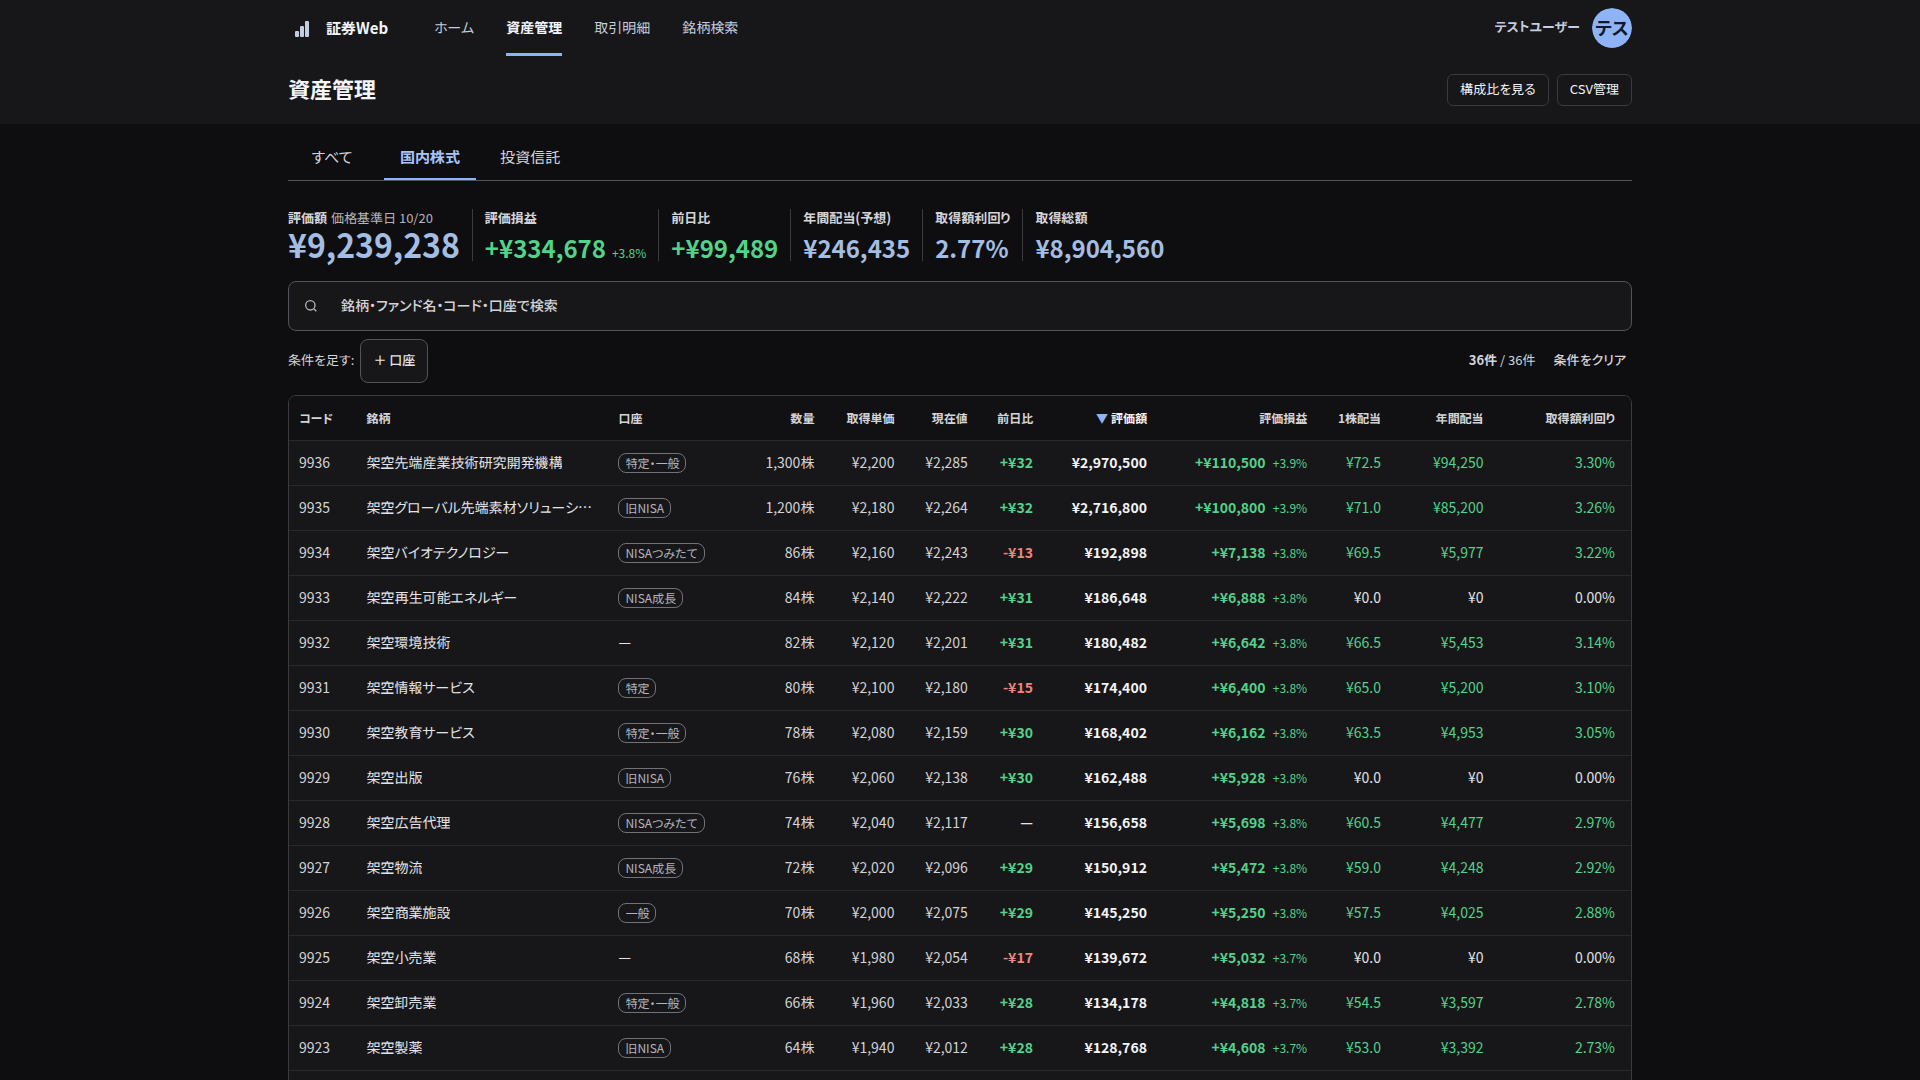 証券Web ホーム 資産管理 取引明細 銘柄検索 テストユーザー テス
資産管理 構成比を見る CSV管理
すべて 国内株式 投資信託
評価額 価格基準日 10/20 評価損益 前日比 年間配当(予想) 取得額利回り 取得総額
¥9,239,238 +¥334,678 +3.8% +¥99,489 ¥246,435 2.77% ¥8,904,560
銘柄・ファンド名・コード・口座で検索
条件を足す: + 口座 36件 / 36件 条件をクリア
コード 銘柄 口座 数量 取得単価 現在値 前日比 ▼評価額 評価損益 1株配当 年間配当 取得額利回り
9936 架空先端産業技術研究開発機構 特定・一般 1,300株 ¥2,200 ¥2,285 +¥32 ¥2,970,500 +¥110,500 +3.9% ¥72.5 ¥94,250 3.30%
9935 架空グローバル先端素材ソリューシ… 旧NISA 1,200株 ¥2,180 ¥2,264 +¥32 ¥2,716,800 +¥100,800 +3.9% ¥71.0 ¥85,200 3.26%
9934 架空バイオテクノロジー NISAつみたて 86株 ¥2,160 ¥2,243 -¥13 ¥192,898 +¥7,138 +3.8% ¥69.5 ¥5,977 3.22%
9933 架空再生可能エネルギー NISA成長 84株 ¥2,140 ¥2,222 +¥31 ¥186,648 +¥6,888 +3.8% ¥0.0 ¥0 0.00%
9932 架空環境技術 — 82株 ¥2,120 ¥2,201 +¥31 ¥180,482 +¥6,642 +3.8% ¥66.5 ¥5,453 3.14%
9931 架空情報サービス 特定 80株 ¥2,100 ¥2,180 -¥15 ¥174,400 +¥6,400 +3.8% ¥65.0 ¥5,200 3.10%
9930 架空教育サービス 特定・一般 78株 ¥2,080 ¥2,159 +¥30 ¥168,402 +¥6,162 +3.8% ¥63.5 ¥4,953 3.05%
9929 架空出版 旧NISA 76株 ¥2,060 ¥2,138 +¥30 ¥162,488 +¥5,928 +3.8% ¥0.0 ¥0 0.00%
9928 架空広告代理 NISAつみたて 74株 ¥2,040 ¥2,117 — ¥156,658 +¥5,698 +3.8% ¥60.5 ¥4,477 2.97%
9927 架空物流 NISA成長 72株 ¥2,020 ¥2,096 +¥29 ¥150,912 +¥5,472 +3.8% ¥59.0 ¥4,248 2.92%
9926 架空商業施設 一般 70株 ¥2,000 ¥2,075 +¥29 ¥145,250 +¥5,250 +3.8% ¥57.5 ¥4,025 2.88%
9925 架空小売業 — 68株 ¥1,980 ¥2,054 -¥17 ¥139,672 +¥5,032 +3.7% ¥0.0 ¥0 0.00%
9924 架空卸売業 特定・一般 66株 ¥1,960 ¥2,033 +¥28 ¥134,178 +¥4,818 +3.7% ¥54.5 ¥3,597 2.78%
9923 架空製薬 旧NISA 64株 ¥1,940 ¥2,012 +¥28 ¥128,768 +¥4,608 +3.7% ¥53.0 ¥3,392 2.73%